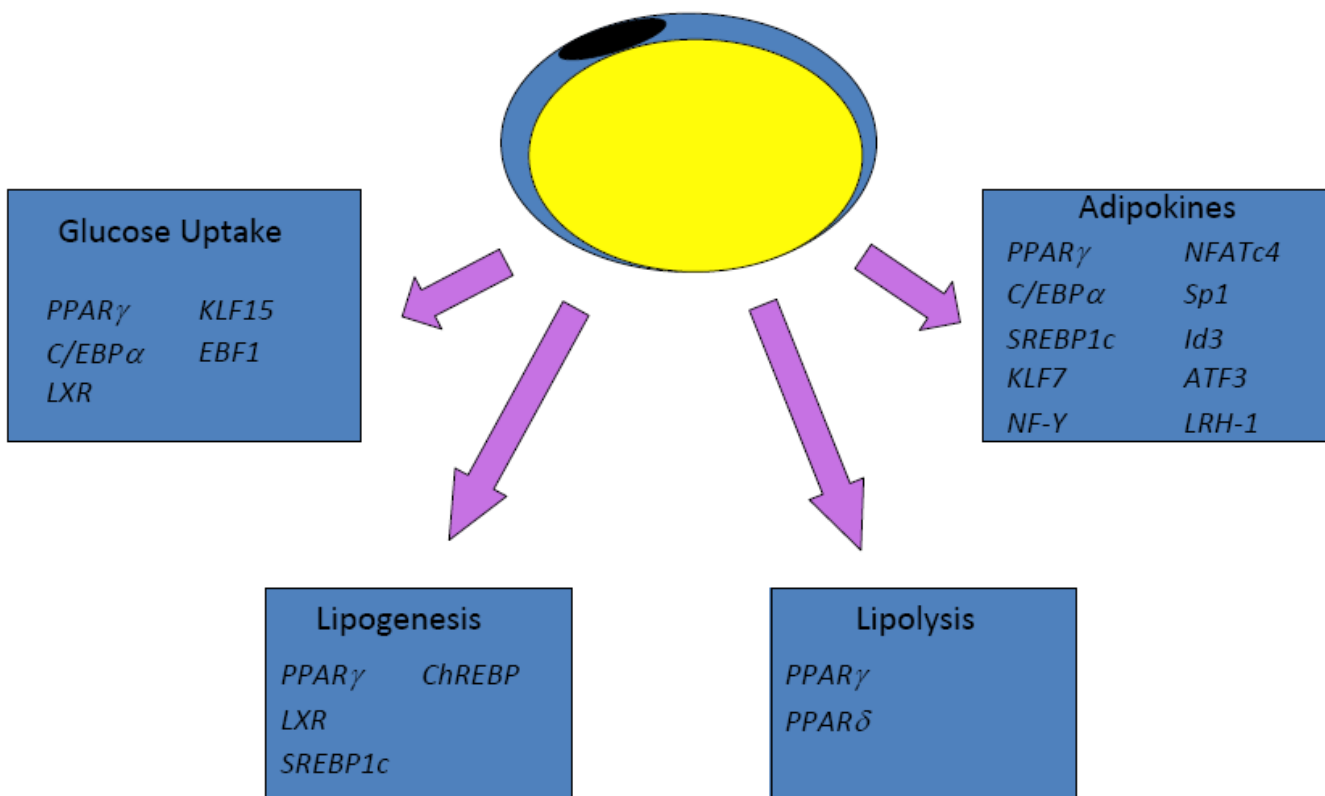 Glucose Uptake
PPARγ KLF15
C/EBPα EBF1
LXR
Adipokines
PPARγ NFATc4
C/EBPα Sp1
SREBP1c Id3
KLF7 ATF3
NF-Y LRH-1
Lipogenesis
PPARγ ChREBP
LXR
SREBP1c
Lipolysis
PPARγ
PPARδ